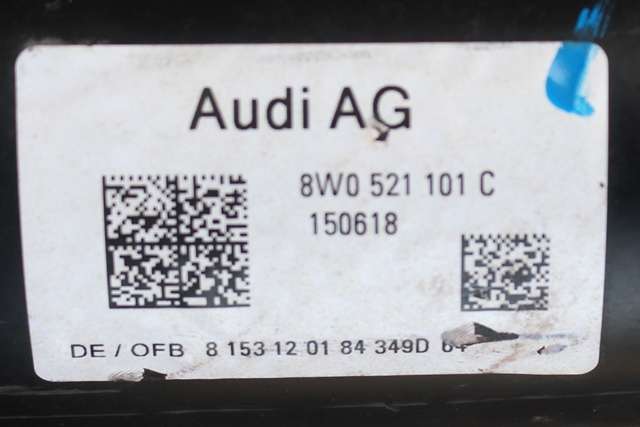 Audi AG
8W0 521 101 C
150618
DE / OFB 8 153 12 01 84 349D